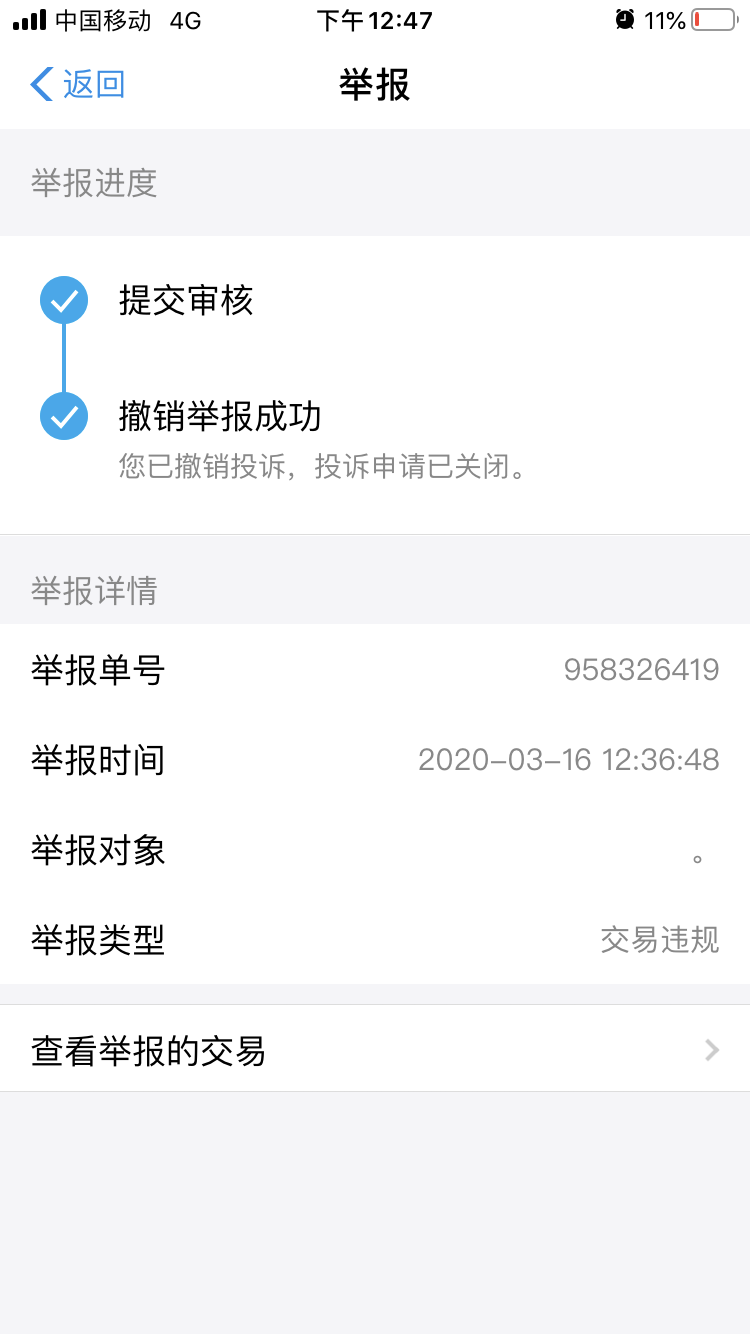 中国移动 4G 下午12:47 11%
返回 举报
举报进度
提交审核
撤销举报成功
您已撤销投诉，投诉申请已关闭。
举报详情
举报单号 958326419
举报时间 2020-03-16 12:36:48
举报对象 。
举报类型 交易违规
查看举报的交易